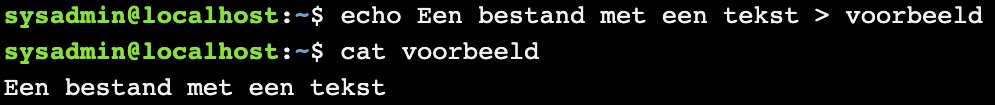 sysadmin@localhost:~$ echo Een bestand met een tekst > voorbeeld
sysadmin@localhost:~$ cat voorbeeld
Een bestand met een tekst